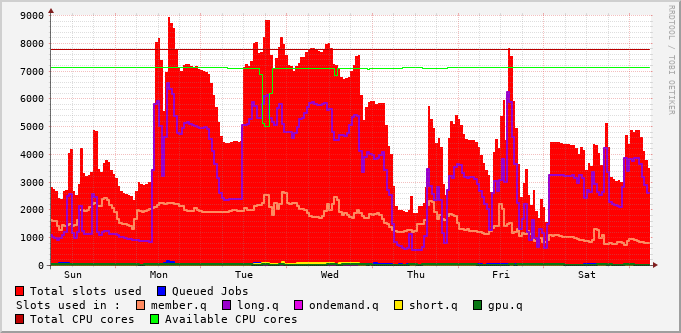 9000
8000
7000
6000
5000
4000
3000
2000
1000
0
Sun Mon Tue Wed Thu Fri Sat
Total slots used Queued Jobs
Slots used in : member.q long.q ondemand.q short.q gpu.q
Total CPU cores Available CPU cores
RRDTOOL / TOBI OETIKER